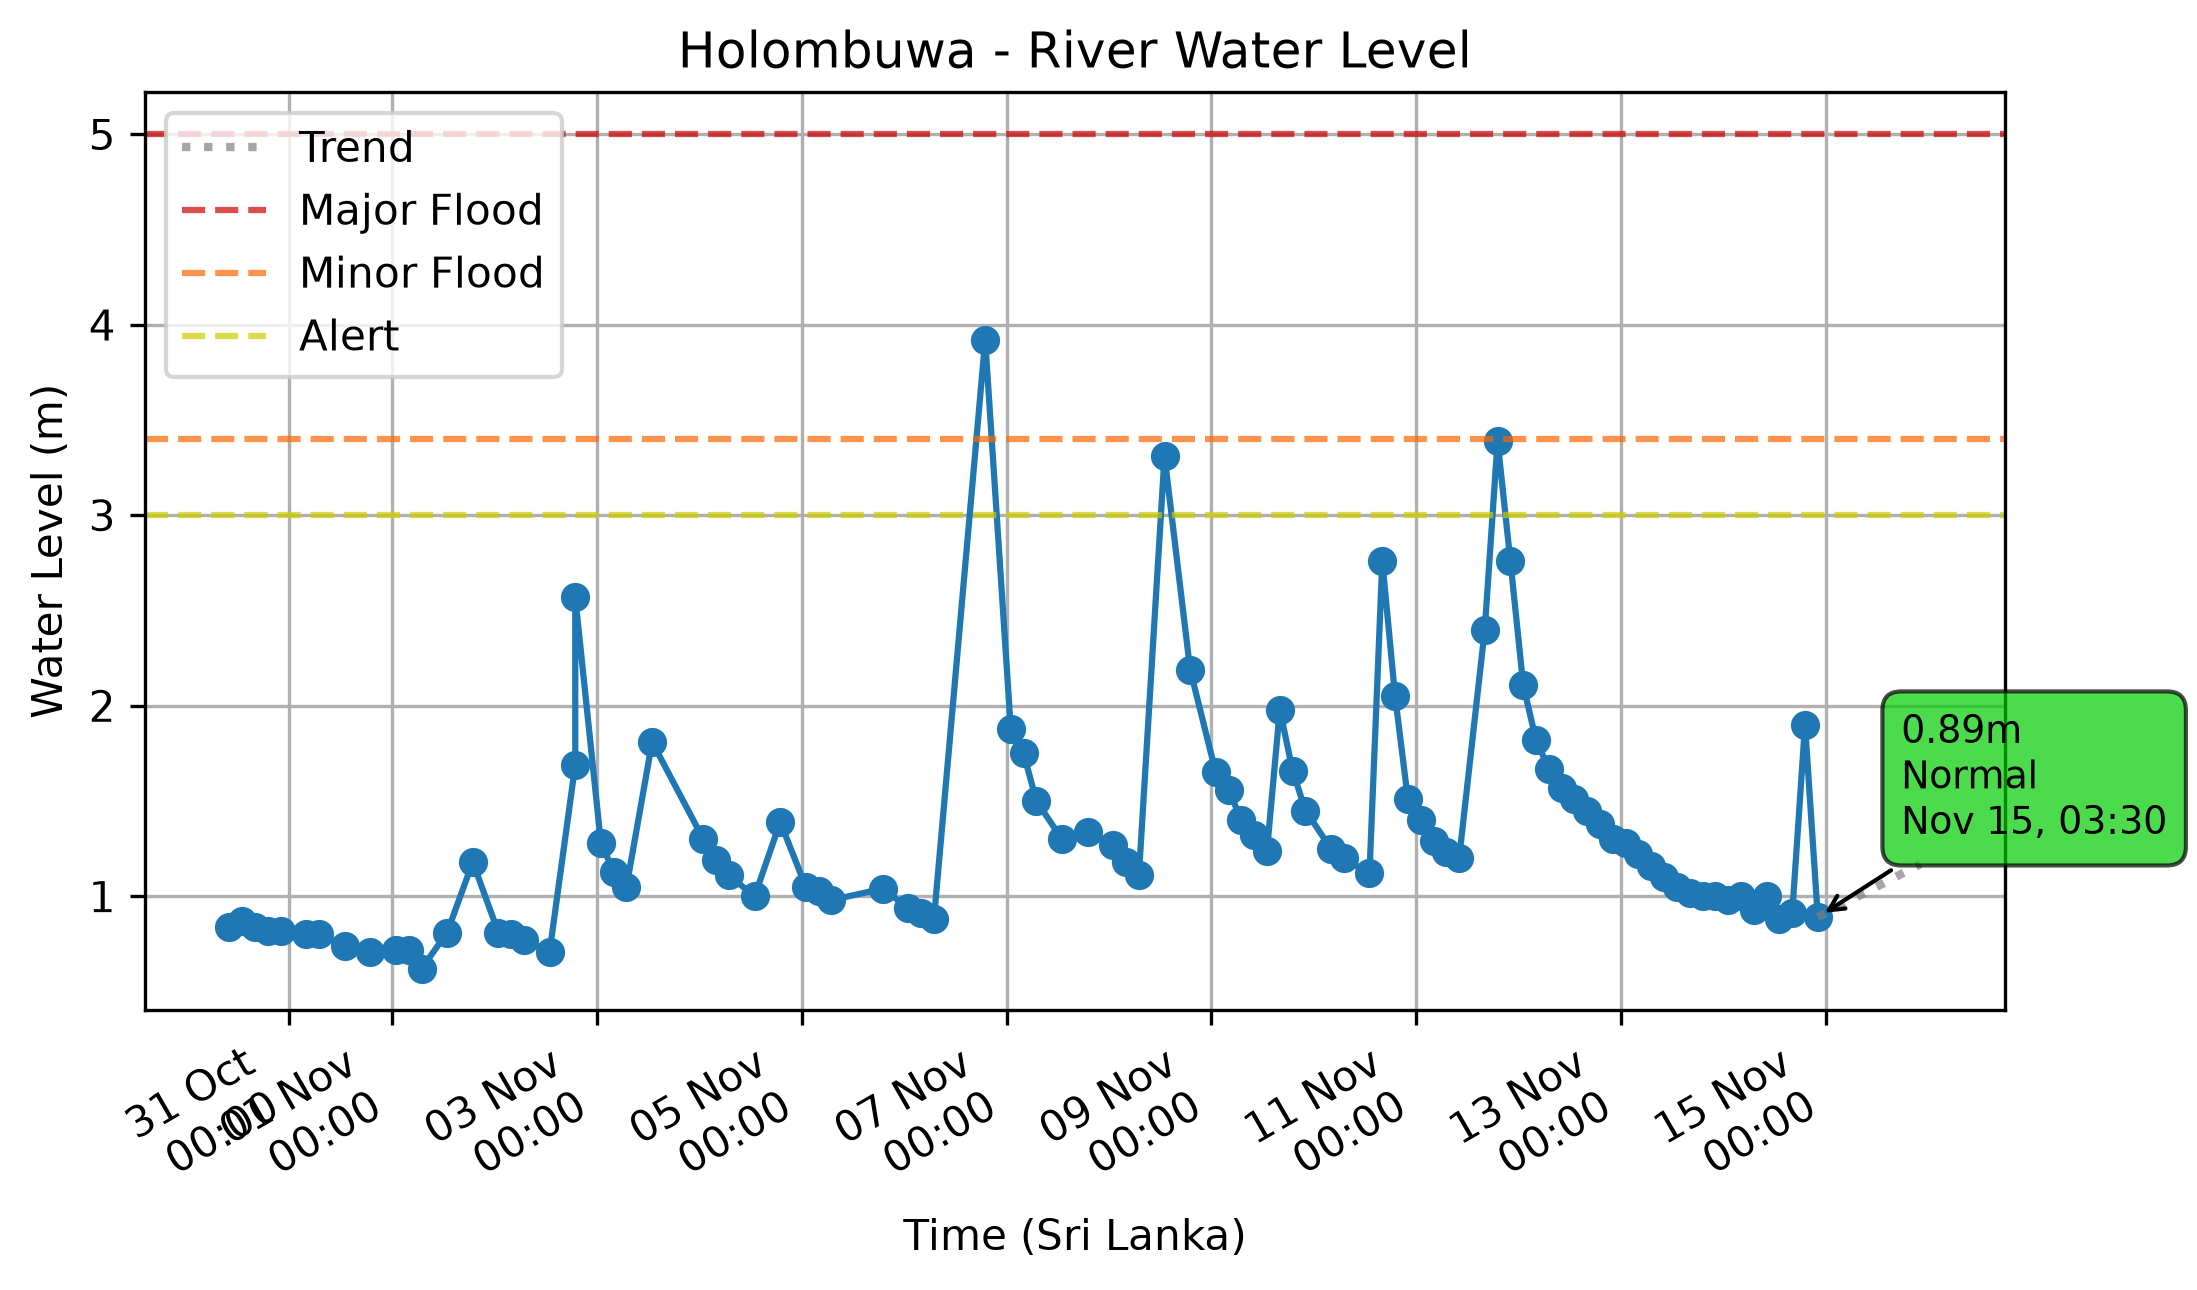 Holombuwa - River Water Level
Trend
Major Flood
Minor Flood
Alert
5
4
3
2
1
Water Level (m)
0.89m
Normal
Nov 15, 03:30
31 Oct
00:00
01 Nov
00:00
03 Nov
00:00
05 Nov
00:00
07 Nov
00:00
09 Nov
00:00
11 Nov
00:00
13 Nov
00:00
15 Nov
00:00
Time (Sri Lanka)